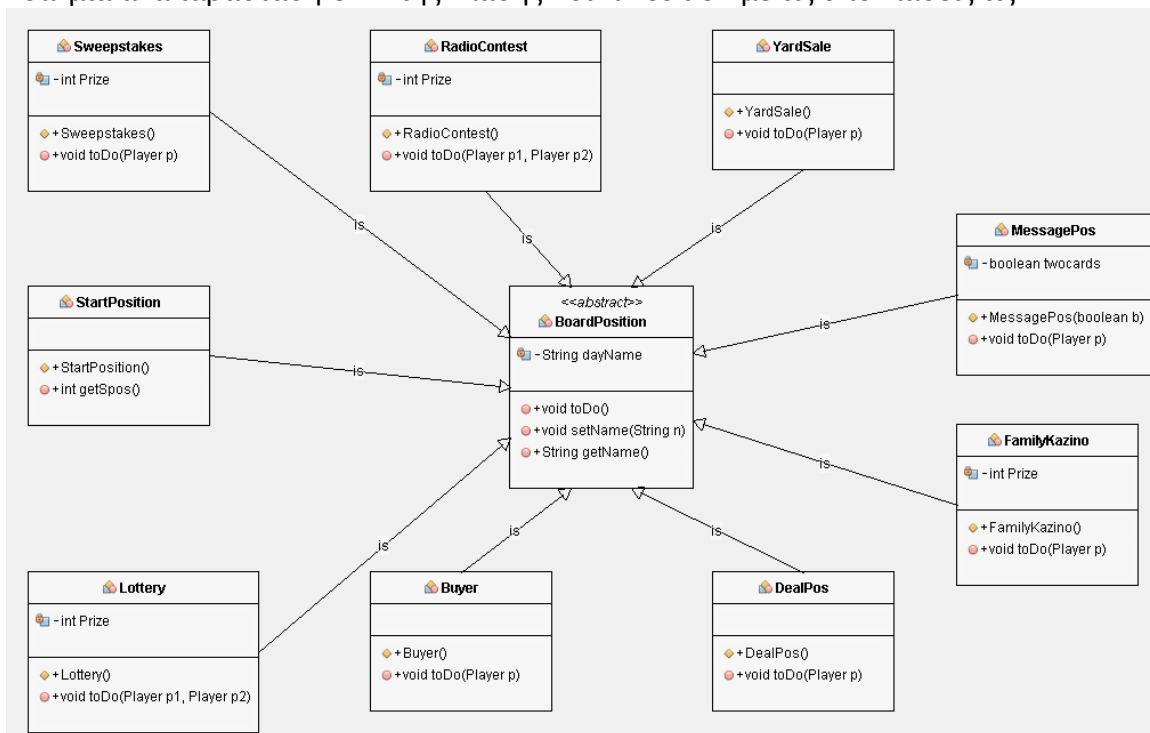 Sweepstakes
-int Prize
+Sweepstakes()
+void toDo(Player p)
RadioContest
-int Prize
+RadioContest()
+void toDo(Player p1, Player p2)
YardSale
+YardSale()
+void toDo(Player p)
is
is
is
MessagePos
-boolean twocards
+MessagePos(boolean b)
+void toDo(Player p)
StartPosition
+StartPosition()
+int getSpos()
is
<<abstract>>
BoardPosition
-String dayName
+void toDo()
+void setName(String n)
+String getName()
is
FamilyKazino
-int Prize
+FamilyKazino()
+void toDo(Player p)
is
is
is
is
Lottery
-int Prize
+Lottery()
+void toDo(Player p1, Player p2)
Buyer
+Buyer()
+void toDo(Player p)
DealPos
+DealPos()
+void toDo(Player p)